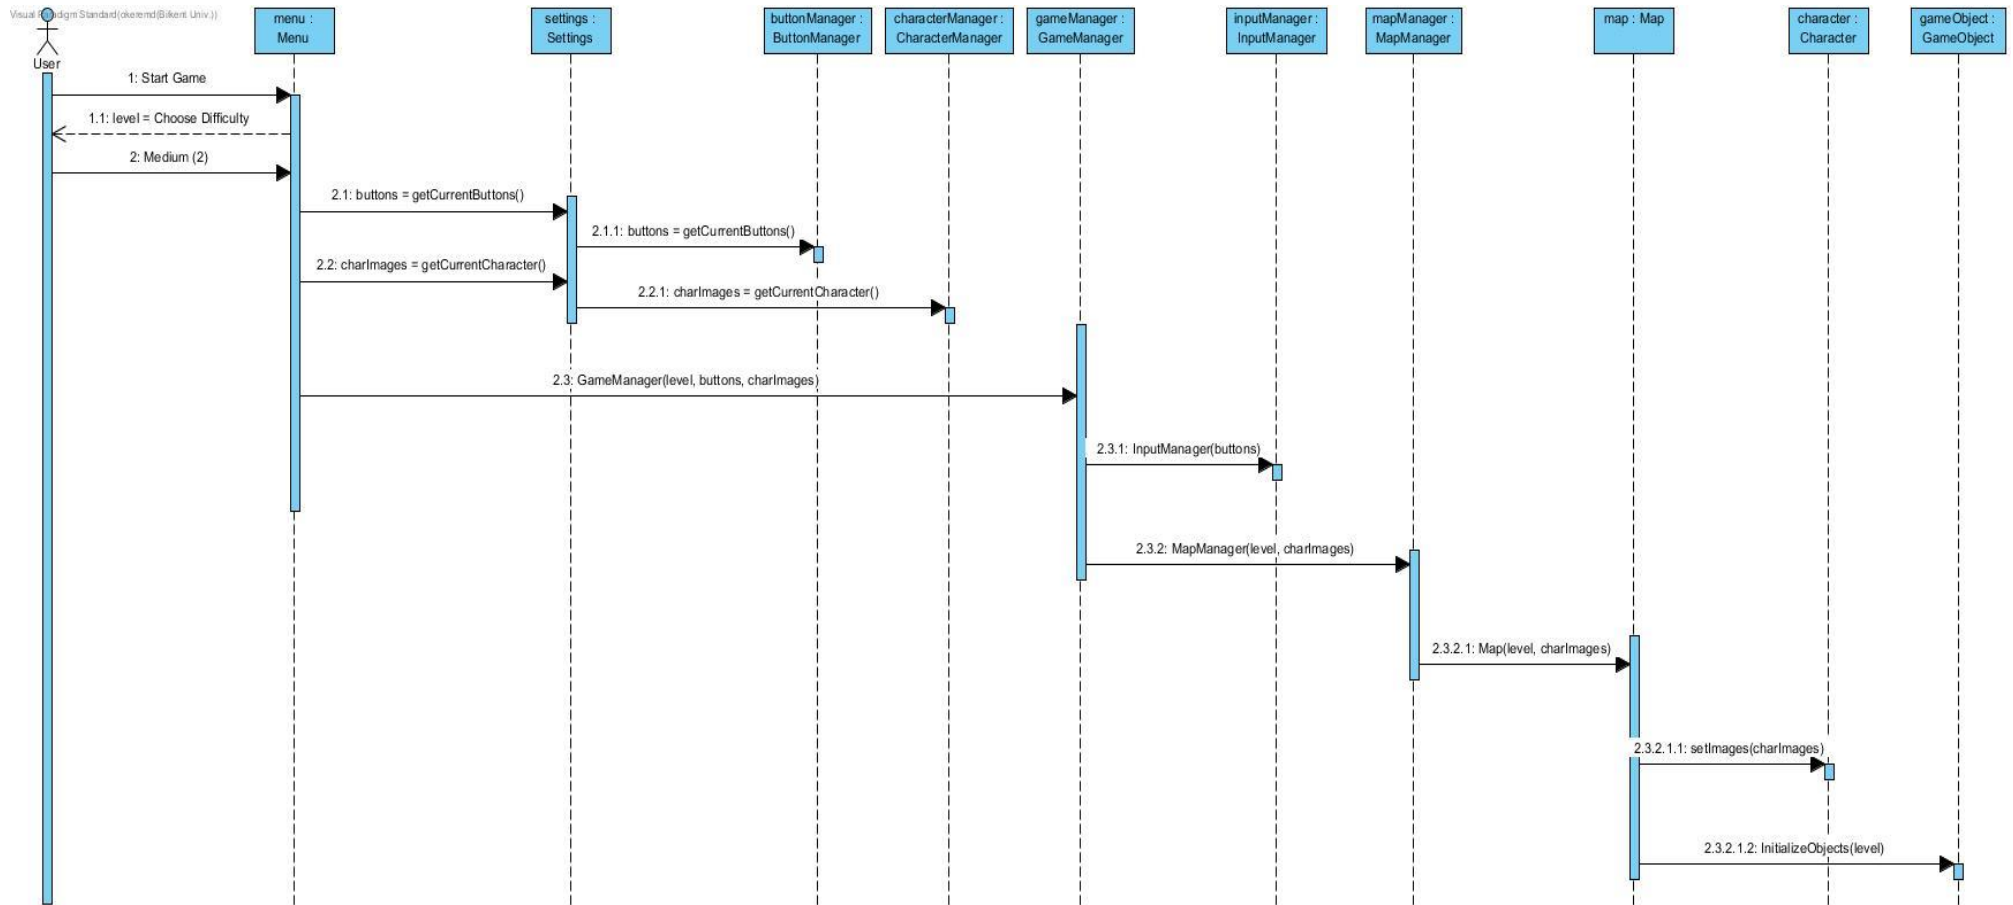 Visual Paradigm Standard(okeremd(Bilkent Univ.))
User
menu :
Menu
settings :
Settings
buttonManager :
ButtonManager
characterManager :
CharacterManager
gameManager :
GameManager
inputManager :
InputManager
mapManager :
MapManager
map : Map
character :
Character
gameObject :
GameObject
1: Start Game
1.1: level = Choose Difficulty
2: Medium (2)
2.1: buttons = getCurrentButtons()
2.1.1: buttons = getCurrentButtons()
2.2: charImages = getCurrentCharacter()
2.2.1: charImages = getCurrentCharacter()
2.3: GameManager(level, buttons, charImages)
2.3.1: InputManager(buttons)
2.3.2: MapManager(level, charImages)
2.3.2.1: Map(level, charImages)
2.3.2.1.1: setImages(charImages)
2.3.2.1.2: InitializeObjects(level)